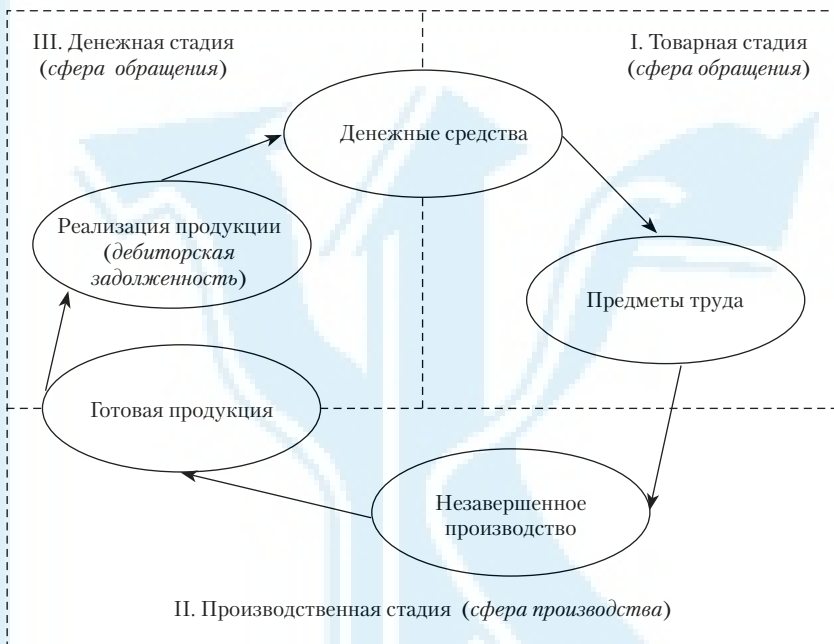 III. Денежная стадия
(сфера обращения)
I. Товарная стадия
(сфера обращения)
Денежные средства
Реализация продукции
(дебиторская
задолженность)
Предметы труда
Готовая продукция
Незавершенное
производство
II. Производственная стадия (сфера производства)